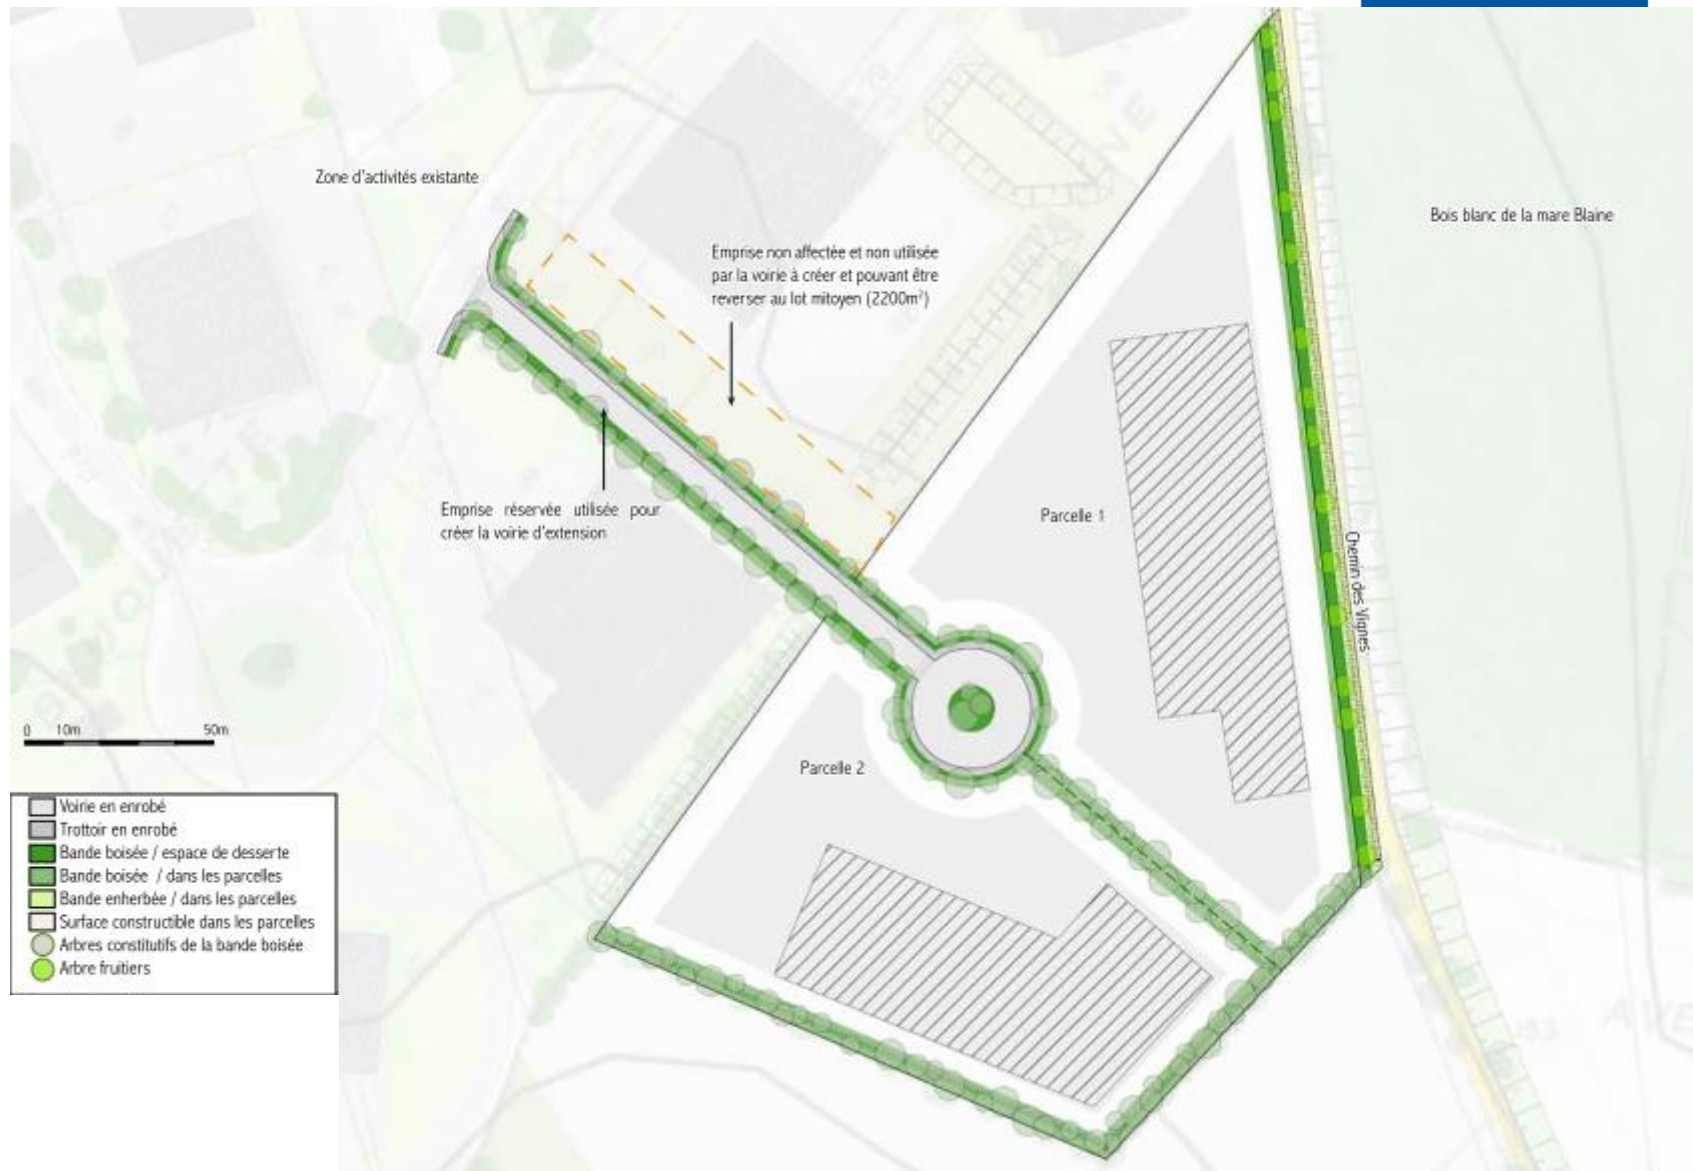 Zone d'activités existante
Bois blanc de la mare Blaine
Emprise non affectée et non utilisée
par la voirie à créer et pouvant être
reverser au lot mitoyen (2200m²)
Emprise réservée utilisée pour
créer la voirie d'extension
Parcelle 1
Chemin des Vignes
Parcelle 2
0 10m 50m
Voirie en enrobé
Trottoir en enrobé
Bande boisée / espace de desserte
Bande boisée / dans les parcelles
Bande enherbée / dans les parcelles
Surface constructible dans les parcelles
Arbres constitutifs de la bande boisée
Arbre fruitiers